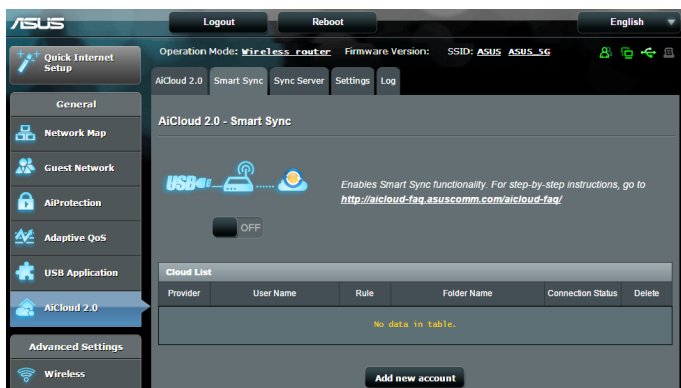 ASUS Logout Reboot English
Quick Internet Setup
Operation Mode: Wireless router Firmware Version: SSID: ASUS ASUS_5G
AiCloud 2.0 Smart Sync Sync Server Settings Log
General
Network Map
Guest Network
AiProtection
Adaptive QoS
USB Application
AiCloud 2.0
Advanced Settings
Wireless
AiCloud 2.0 - Smart Sync
USB
Enables Smart Sync functionality. For step-by-step instructions, go to
http://aicloud-faq.asuscomm.com/aicloud-faq/
OFF
Cloud List
Provider User Name Rule Folder Name Connection Status Delete
No data in table.
Add new account